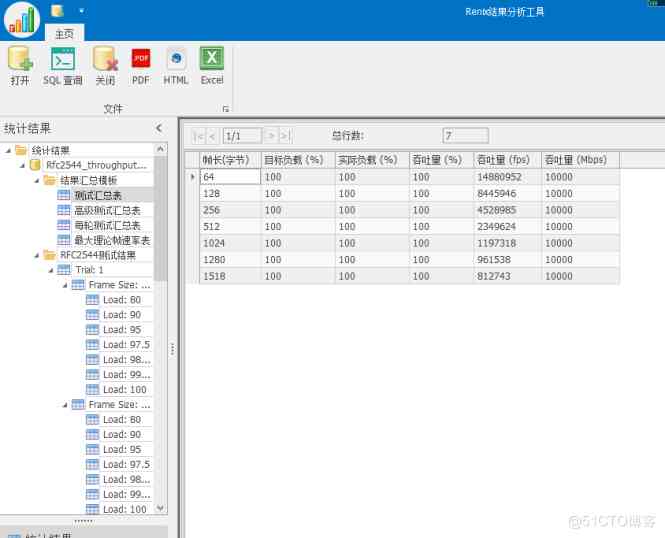 Renix结果分析工具
主页
打开 SQL 查询 关闭 PDF HTML Excel
文件
统计结果
1/1 总行数: 7
统计结果
Rfc2544_throughput...
结果汇总模板
测试汇总表
高级测试汇总表
每轮测试汇总表
最大理论帧速率表
RFC2544测试结果
Trial: 1
Frame Size: ...
Load: 80
Load: 90
Load: 95
Load: 97.5
Load: 98...
Load: 99...
Load: 100
Frame Size: ...
Load: 80
Load: 90
Load: 95
Load: 97.5
Load: 98...
Load: 99...
Load: 100
帧长(字节) 目标负载 (%) 实际负载 (%) 吞吐量 (%) 吞吐量 (fps) 吞吐量 (Mbps)
64 100 100 100 14880952 10000
128 100 100 100 8445946 10000
256 100 100 100 4528985 10000
512 100 100 100 2349624 10000
1024 100 100 100 1197318 10000
1280 100 100 100 961538 10000
1518 100 100 100 812743 10000
统计结果
@51CTO博客